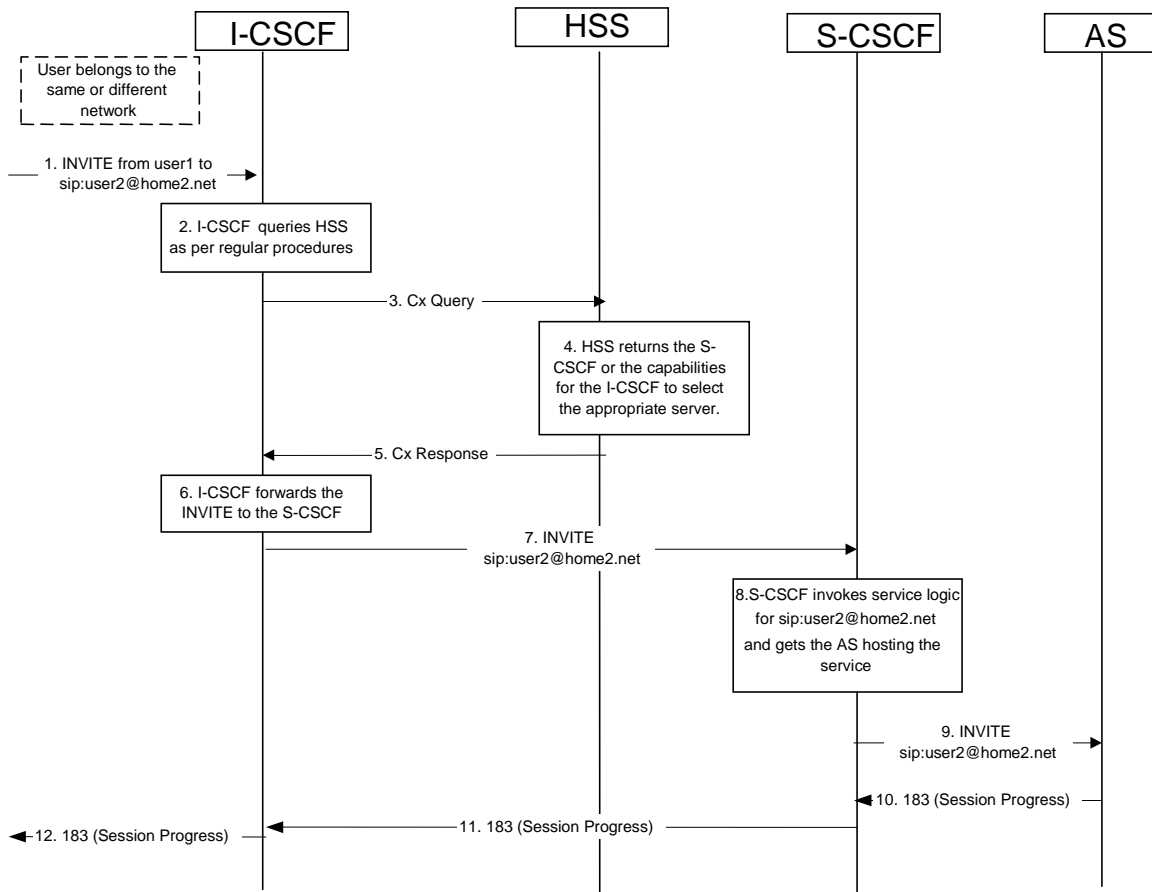 I-CSCF
HSS
S-CSCF
AS
User belongs to the
same or different
network
1. INVITE from user1 to
sip:user2@home2.net
2. I-CSCF queries HSS
as per regular procedures
3. Cx Query
4. HSS returns the S-
CSCF or the capabilities
for the I-CSCF to select
the appropriate server.
5. Cx Response
6. I-CSCF forwards the
INVITE to the S-CSCF
7. INVITE
sip:user2@home2.net
8.S-CSCF invokes service logic
for sip:user2@home2.net
and gets the AS hosting the
service
9. INVITE
sip:user2@home2.net
10. 183 (Session Progress)
11. 183 (Session Progress)
12. 183 (Session Progress)